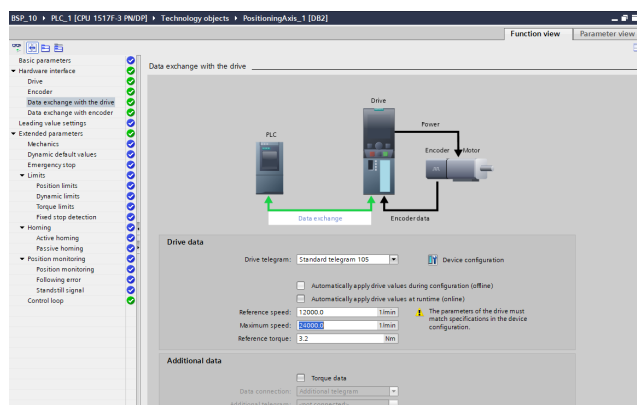 BSP_10 ▸ PLC_1 [CPU 1517F-3 PN/DP] ▸ Technology objects ▸ PositioningAxis_1 [DB2]
Function view
Parameter view
Basic parameters
Hardware interface
Drive
Encoder
Data exchange with the drive
Data exchange with encoder
Leading value settings
Extended parameters
Mechanics
Dynamic default values
Emergency stop
Limits
Position limits
Dynamic limits
Torque limits
Fixed stop detection
Homing
Active homing
Passive homing
Position monitoring
Position monitoring
Following error
Standstill signal
Control loop
Data exchange with the drive
Drive
PLC
Power
Encoder
Motor
Data exchange
Encoder data
Drive data
Drive telegram: Standard telegram 105
Device configuration
Automatically apply drive values during configuration (offline)
Automatically apply drive values at runtime (online)
Reference speed: 12000.0 1/min
The parameters of the drive must
match specifications in the device
configuration.
Maximum speed: 24000.0 1/min
Reference torque: 3.2 Nm
Additional data
Torque data
Data connection: Additional telegram